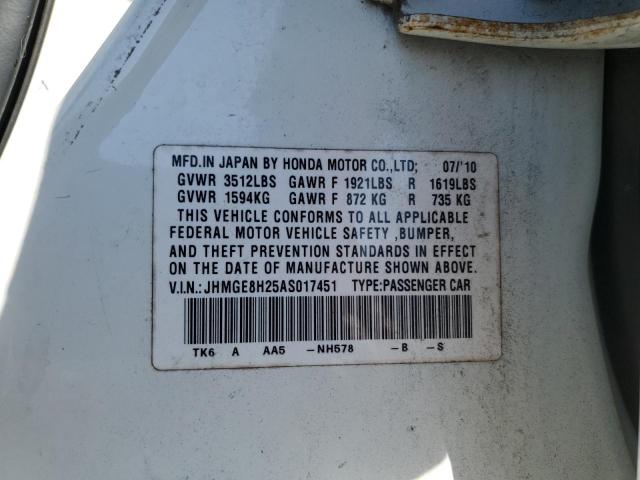 MFD.IN JAPAN BY HONDA MOTOR CO.,LTD; 07/'10
GVWR 3512LBS GAWR F 1921LBS R 1619LBS
GVWR 1594KG GAWR F 872 KG R 735 KG
THIS VEHICLE CONFORMS TO ALL APPLICABLE
FEDERAL MOTOR VEHICLE SAFETY ,BUMPER,
AND THEFT PREVENTION STANDARDS IN EFFECT
ON THE DATE OF MANUFACTURE SHOWN ABOVE.
V.I.N.: JHMGE8H25AS017451 TYPE:PASSENGER CAR
TK6 A AA5 -NH578 -B -S